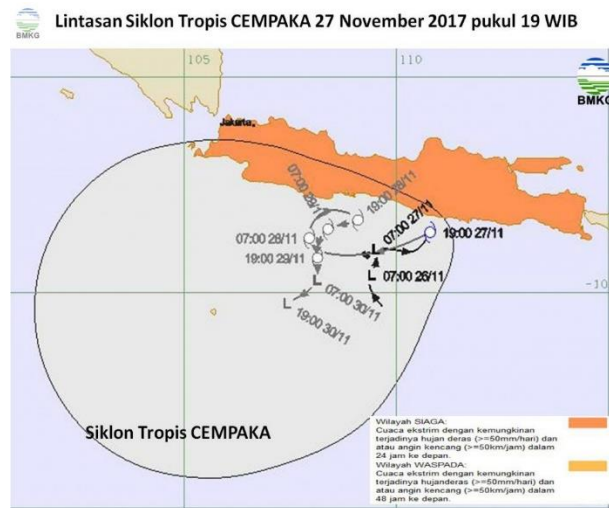 Lintasan Siklon Tropis CEMPAKA 27 November 2017 pukul 19 WIB
BMKG
105
110
BMKG
Jakarta
07:00 29/11
19:00 28/11
07:00 27/11
19:00 27/11
07:00 28/11
19:00 29/11
L
L
07:00 26/11
L
07:00 30/11
-10
L
19:00 30/11
Siklon Tropis CEMPAKA
Wilayah SIAGA:
Cuaca ekstrim dengan kemungkinan
terjadinya hujan deras (>=50mm/hari) dan
atau angin kencang (>=50km/jam) dalam
24 jam ke depan.
Wilayah WASPADA:
Cuaca ekstrim dengan kemungkinan
terjadinya hujanderas (>=50mm/hari) dan
atau angin kencang (>=50km/jam) dalam
48 jam ke depan.